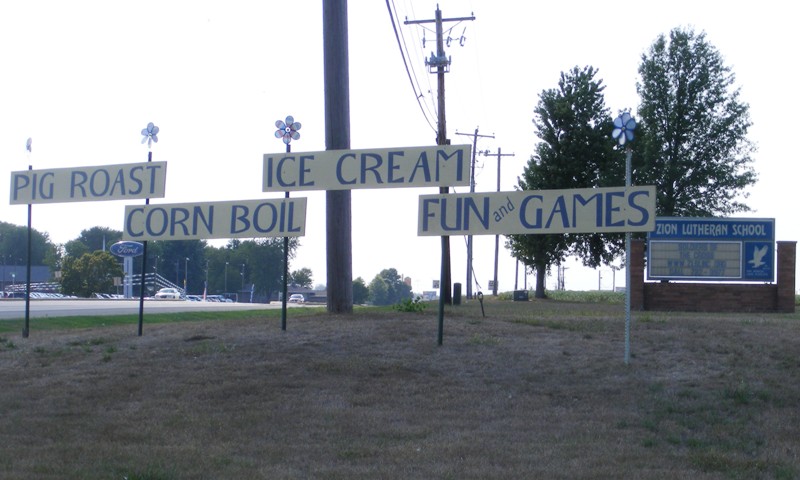 PIG ROAST
CORN BOIL
ICE CREAM
FUN and GAMES
ZION LUTHERAN SCHOOL
Ford